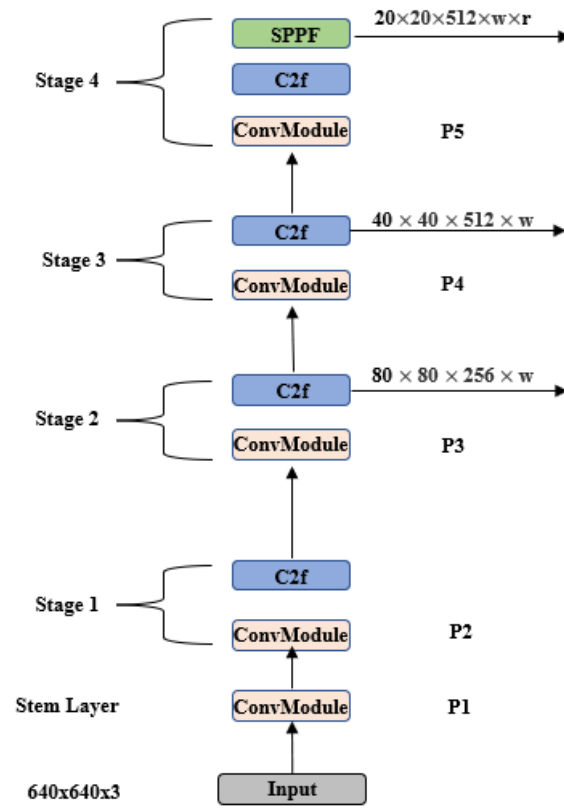 SPPF 20×20×512×w×r
Stage 4 C2f
ConvModule P5
C2f 40 × 40 × 512 × w
Stage 3
ConvModule P4
C2f 80 × 80 × 256 × w
Stage 2
ConvModule P3
C2f
Stage 1
ConvModule P2
Stem Layer ConvModule P1
640x640x3 Input